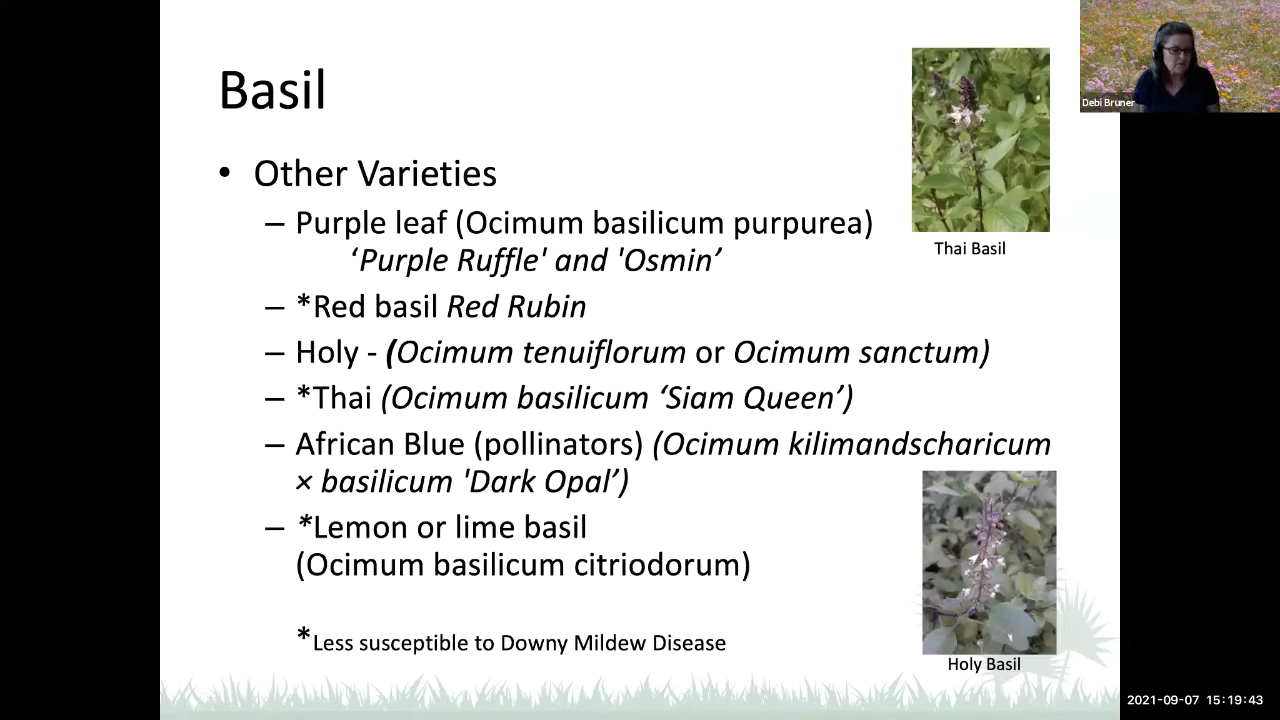 Basil
• Other Varieties
– Purple leaf (Ocimum basilicum purpurea)
‘Purple Ruffle' and 'Osmin’
– *Red basil Red Rubin
– Holy - (Ocimum tenuiflorum or Ocimum sanctum)
– *Thai (Ocimum basilicum ‘Siam Queen’)
– African Blue (pollinators) (Ocimum kilimandscharicum
× basilicum 'Dark Opal’)
– *Lemon or lime basil
(Ocimum basilicum citriodorum)
*Less susceptible to Downy Mildew Disease
Thai Basil
Holy Basil
Debi Bruner
2021-09-07 15:19:43